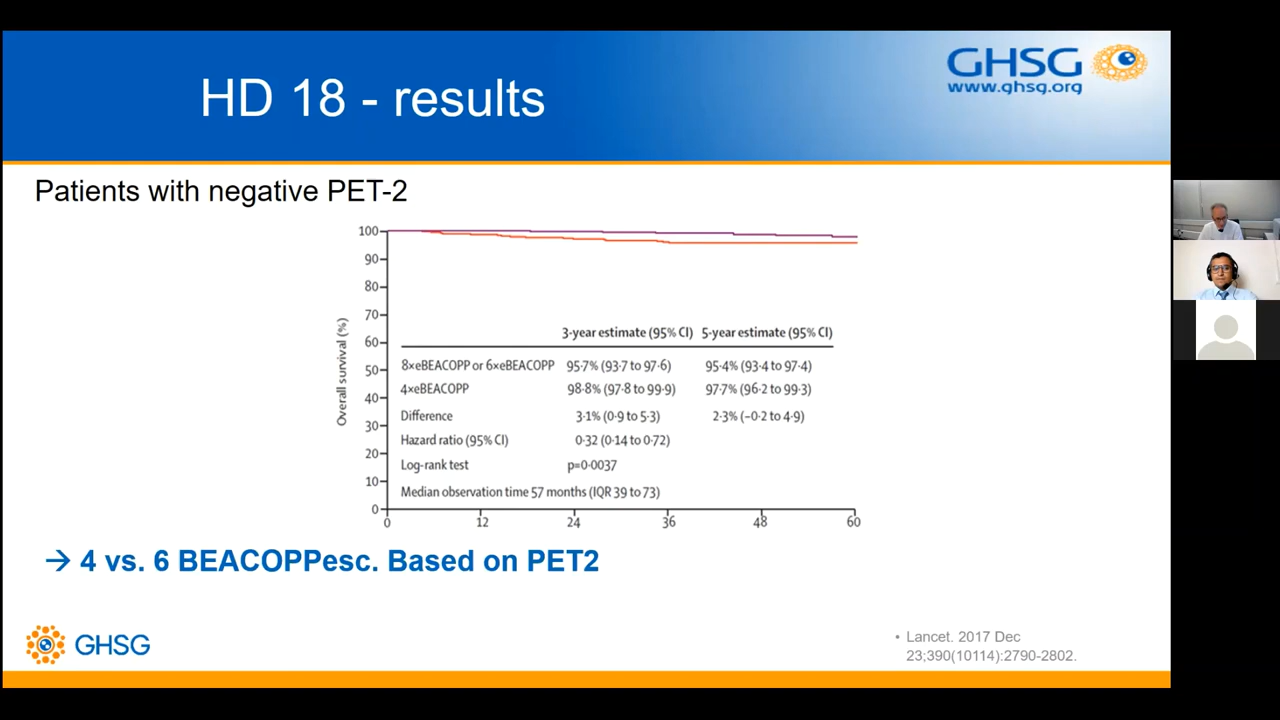 HD 18 - results
GHSG
www.ghsg.org
Patients with negative PET-2
Overall survival (%)
100
90
80
70
60
50
40
30
20
10
0
3-year estimate (95% CI) 5-year estimate (95% CI)
8×eBEACOPP or 6×eBEACOPP 95·7% (93·7 to 97·6) 95·4% (93·4 to 97·4)
4×eBEACOPP 98·8% (97·8 to 99·9) 97·7% (96·2 to 99·3)
Difference 3·1% (0·9 to 5·3) 2·3% (−0·2 to 4·9)
Hazard ratio (95% CI) 0·32 (0·14 to 0·72)
Log-rank test p=0·0037
Median observation time 57 months (IQR 39 to 73)
0 12 24 36 48 60
→ 4 vs. 6 BEACOPPesc. Based on PET2
GHSG
• Lancet. 2017 Dec
23;390(10114):2790-2802.